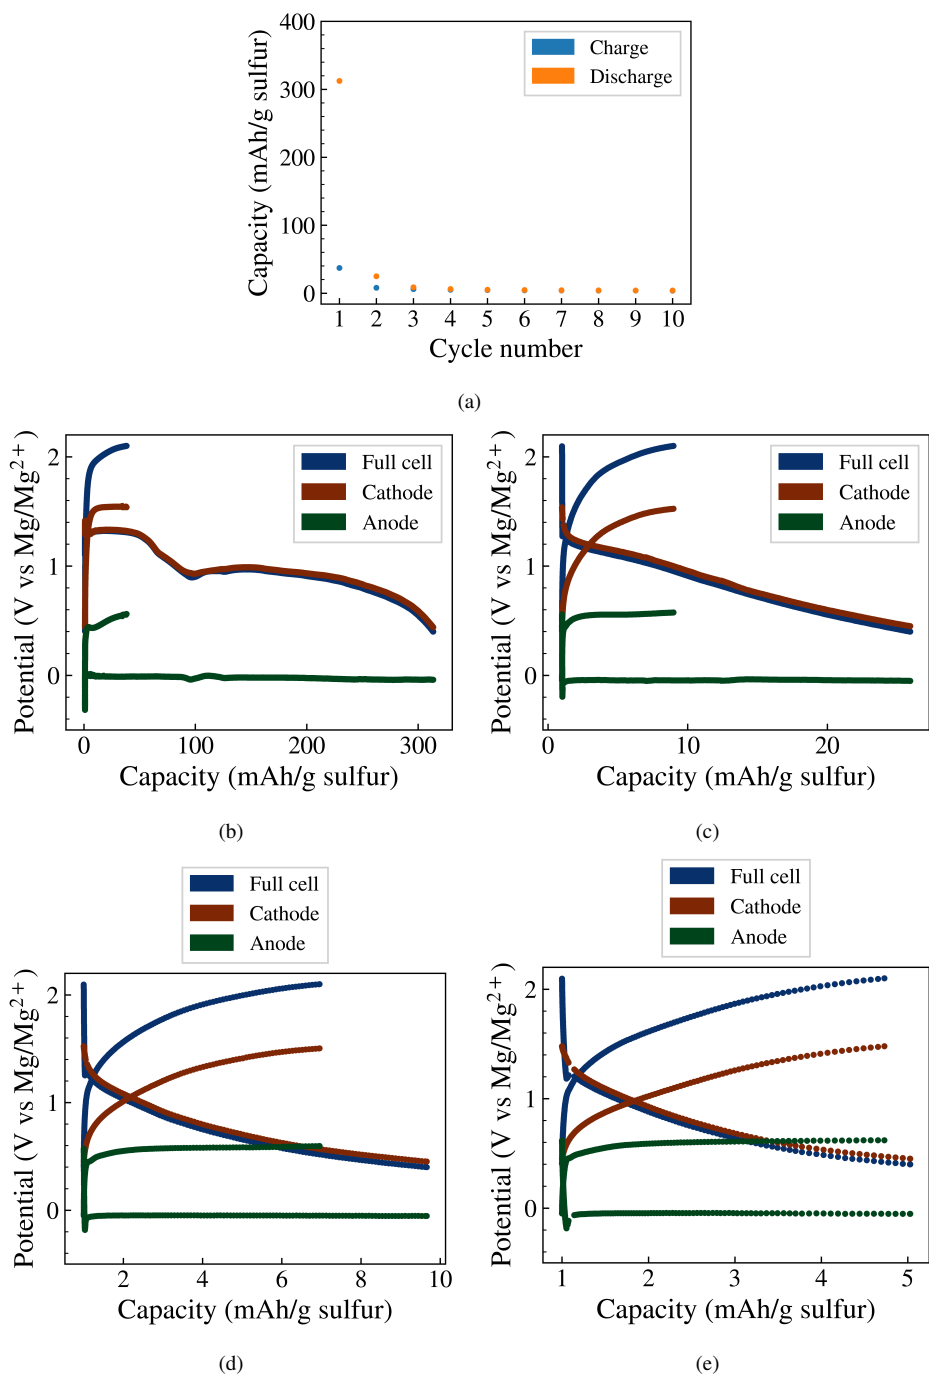 400
300
200
100
0
Capacity (mAh/g sulfur)
Charge
Discharge
1 2 3 4 5 6 7 8 9 10
Cycle number
(a)
2
1
0
Potential (V vs Mg/Mg²⁺)
Full cell
Cathode
Anode
0 100 200 300
Capacity (mAh/g sulfur)
(b)
2
1
0
Potential (V vs Mg/Mg²⁺)
Full cell
Cathode
Anode
0 10 20
Capacity (mAh/g sulfur)
(c)
Full cell
Cathode
Anode
2
1
0
Potential (V vs Mg/Mg²⁺)
2 4 6 8 10
Capacity (mAh/g sulfur)
(d)
Full cell
Cathode
Anode
2
1
0
Potential (V vs Mg/Mg²⁺)
1 2 3 4 5
Capacity (mAh/g sulfur)
(e)